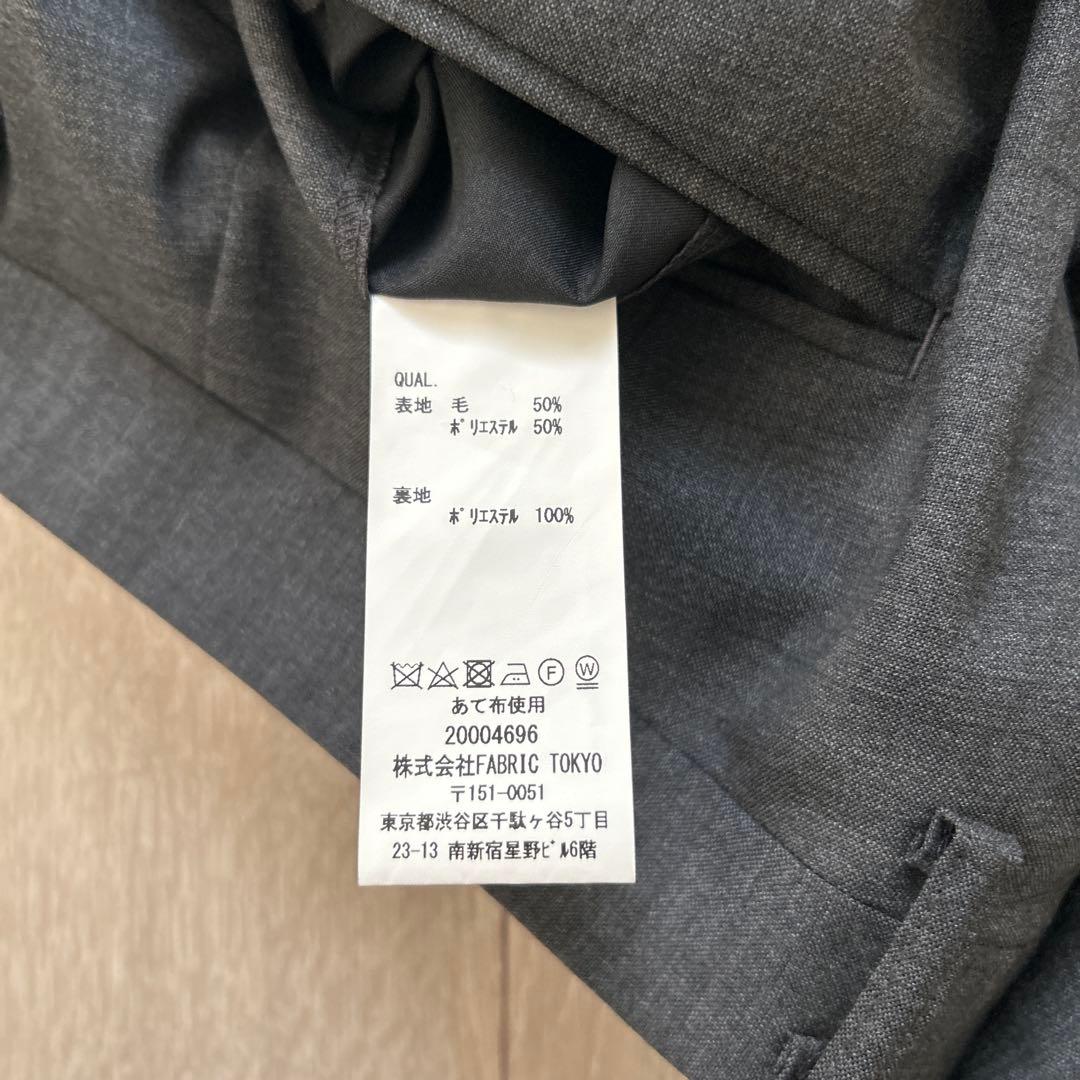 QUAL.
表地 毛 50%
ﾎﾟﾘｴｽﾃﾙ 50%
裏地
ﾎﾟﾘｴｽﾃﾙ 100%
F W
あて布使用
20004696
株式会社FABRIC TOKYO
〒151-0051
東京都渋谷区千駄ヶ谷5丁目
23-13 南新宿星野ﾋﾞﾙ6階